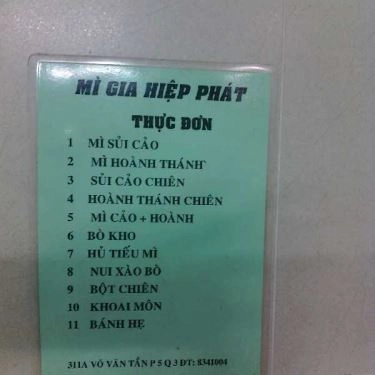 MÌ GIA HIỆP PHÁT
THỰC ĐƠN
1 MÌ SỦI CẢO
2 MÌ HOÀNH THÁNH
3 SỦI CẢO CHIÊN
4 HOÀNH THÁNH CHIÊN
5 MÌ CẢO + HOÀNH
6 BÒ KHO
7 HỦ TIẾU MÌ
8 NUI XÀO BÒ
9 BỘT CHIÊN
10 KHOAI MÔN
11 BÁNH HẸ
311A VÕ VĂN TẦN P 5 Q 3 ĐT: 8341004